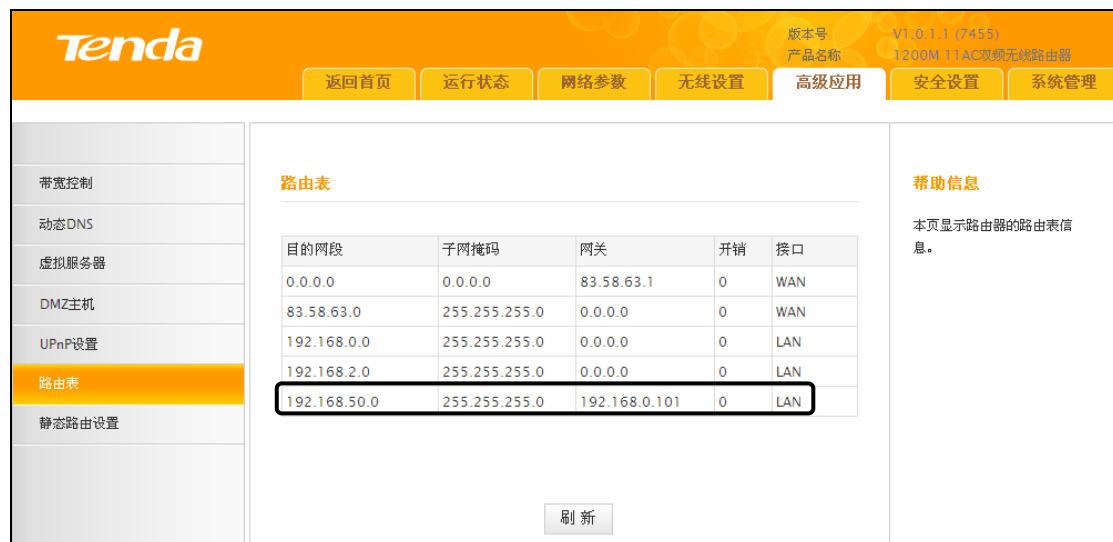 Tenda
版本号 V1.0.1.1 (7455)
产品名称 1200M 11AC双频无线路由器
返回首页 运行状态 网络参数 无线设置 高级应用 安全设置 系统管理
带宽控制
动态DNS
虚拟服务器
DMZ主机
UPnP设置
路由表
静态路由设置
路由表
目的网段 子网掩码 网关 开销 接口
0.0.0.0 0.0.0.0 83.58.63.1 0 WAN
83.58.63.0 255.255.255.0 0.0.0.0 0 WAN
192.168.0.0 255.255.255.0 0.0.0.0 0 LAN
192.168.2.0 255.255.255.0 0.0.0.0 0 LAN
192.168.50.0 255.255.255.0 192.168.0.101 0 LAN
刷 新
帮助信息
本页显示路由器的路由表信
息。